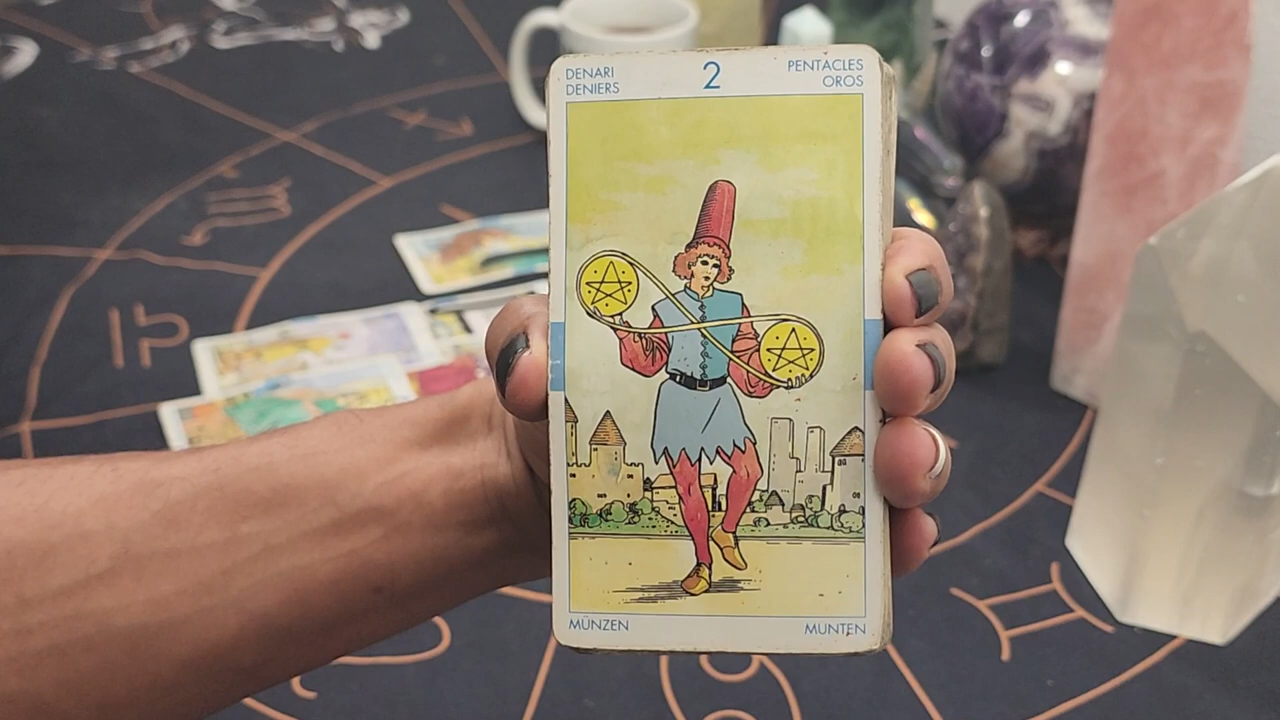 DENARI
DENIERS
2
PENTACLES
OROS
MÜNZEN
MUNTEN